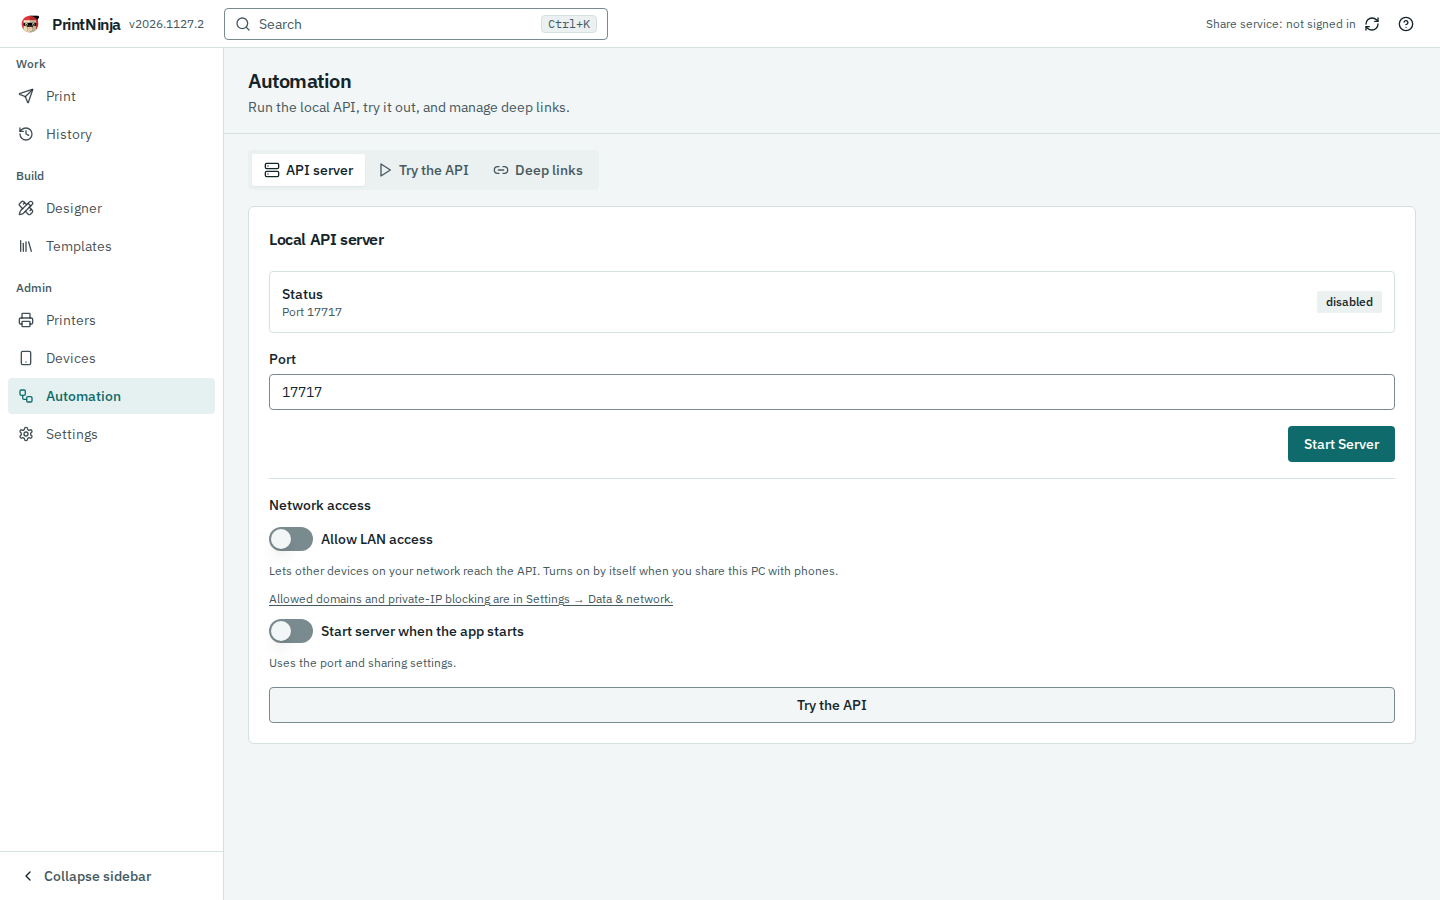 PrintNinja v2026.1127.2
Search Ctrl+K
Share service: not signed in
Work
Print
History
Build
Designer
Templates
Admin
Printers
Devices
Automation
Settings
Collapse sidebar
Automation
Run the local API, try it out, and manage deep links.
API server Try the API Deep links
Local API server
Status
Port 17717
disabled
Port
17717
Start Server
Network access
Allow LAN access
Lets other devices on your network reach the API. Turns on by itself when you share this PC with phones.
Allowed domains and private-IP blocking are in Settings → Data & network.
Start server when the app starts
Uses the port and sharing settings.
Try the API